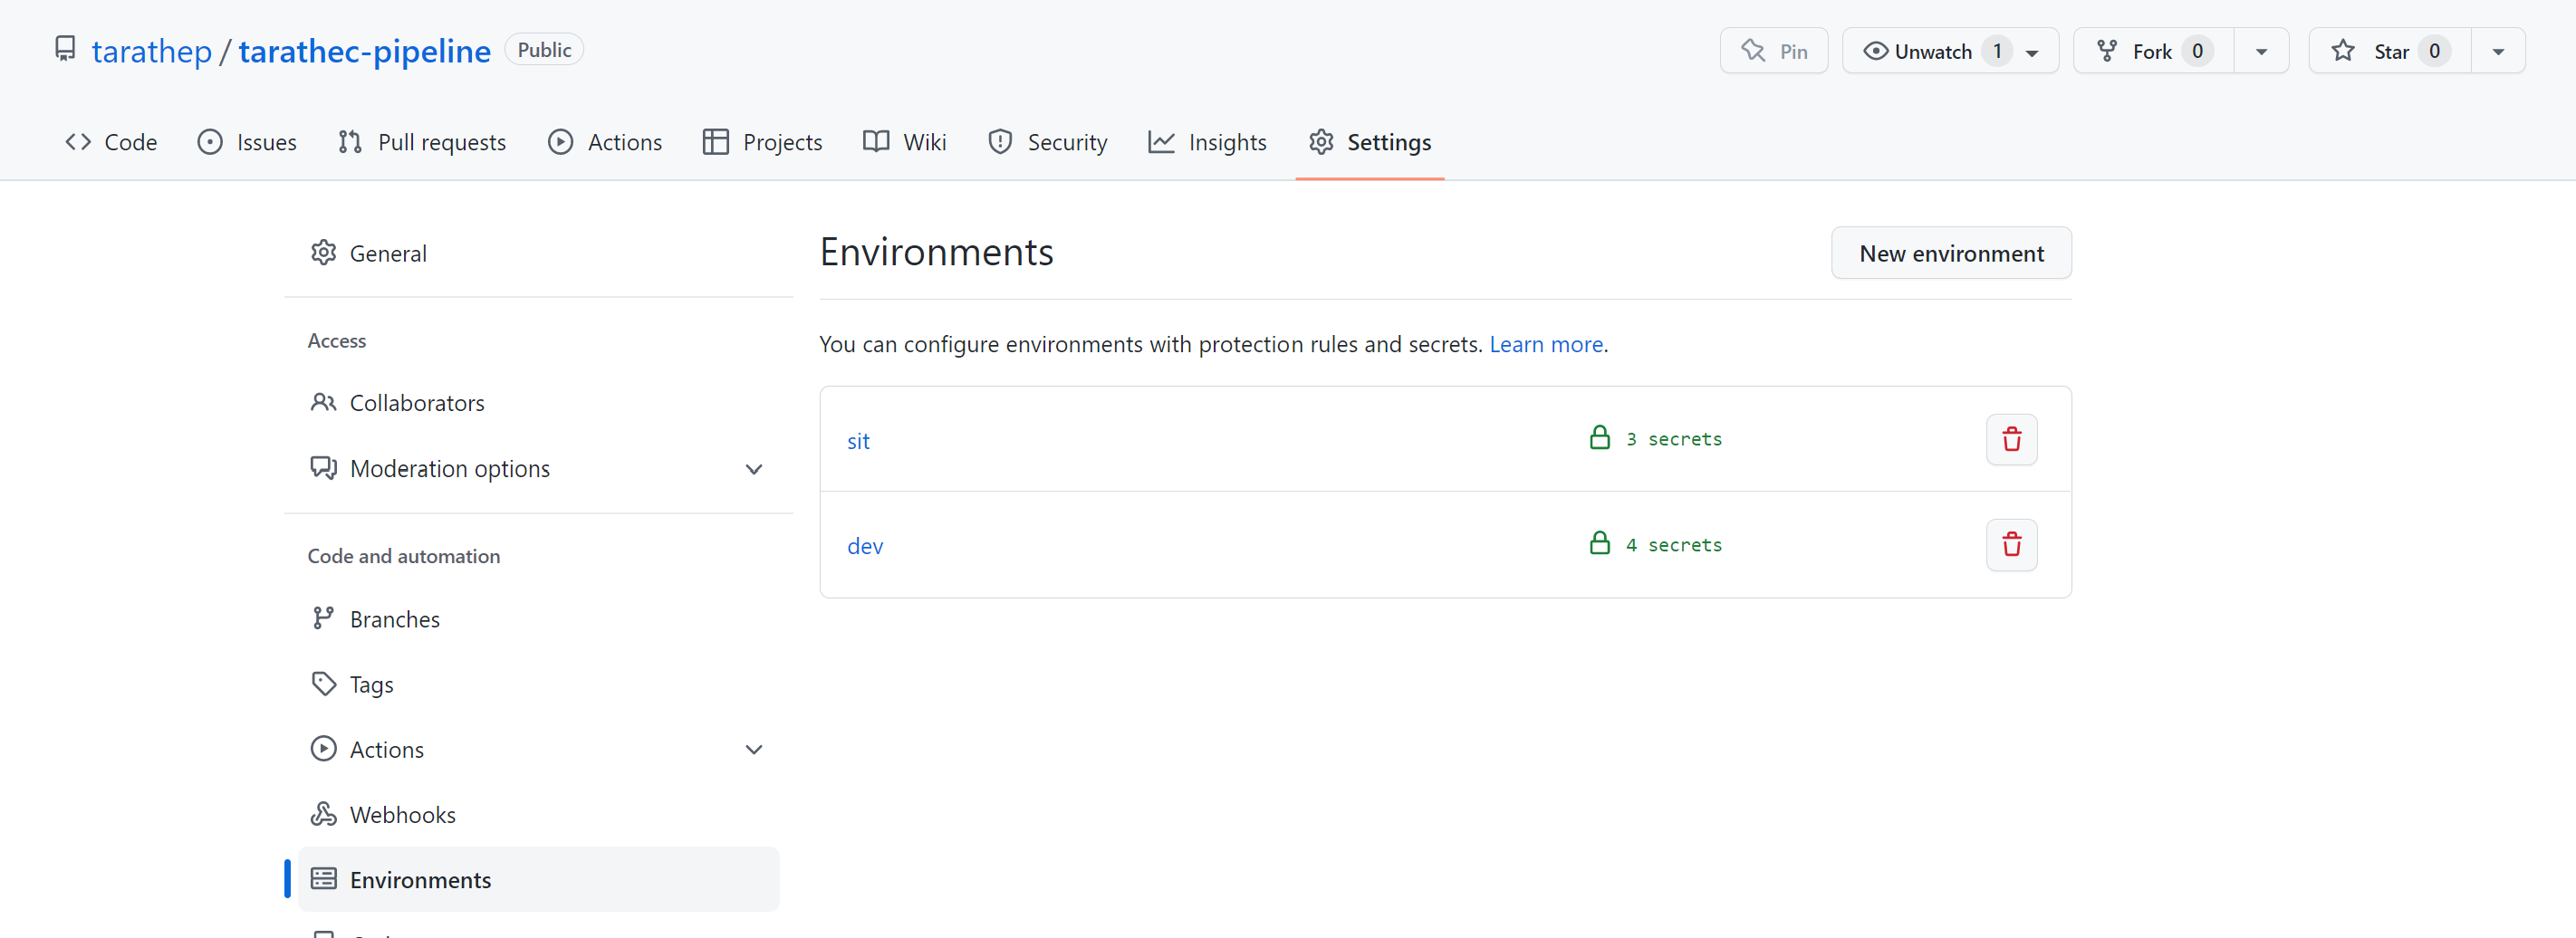 tarathep / tarathec-pipeline Public Pin Unwatch 1 Fork 0 Star 0
Code Issues Pull requests Actions Projects Wiki Security Insights Settings
General
Access
Collaborators
Moderation options
Code and automation
Branches
Tags
Actions
Webhooks
Environments
Environments New environment
You can configure environments with protection rules and secrets. Learn more.
sit 3 secrets
dev 4 secrets